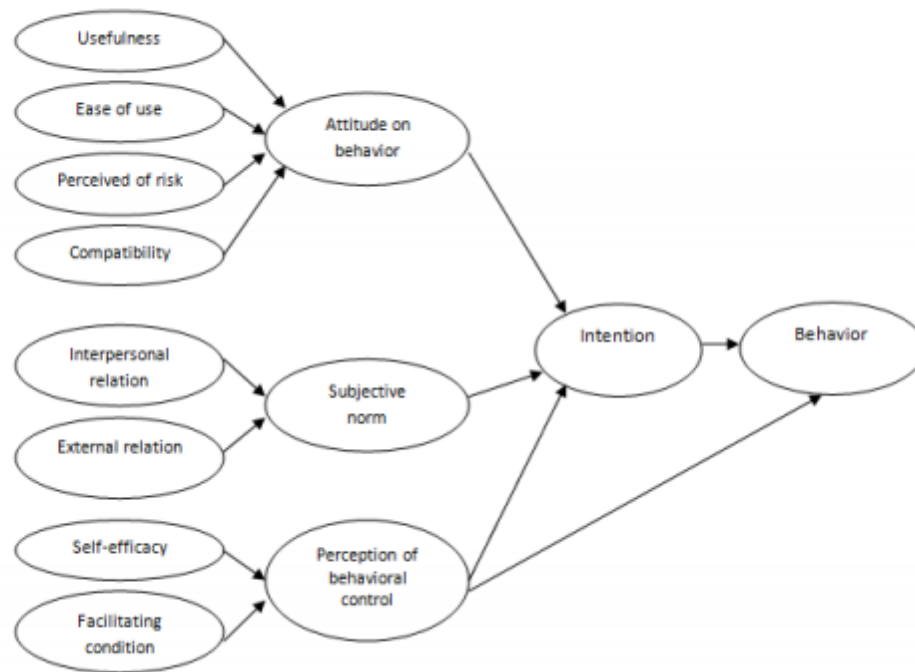 Usefulness
Ease of use
Perceived of risk
Compatibility
Attitude on
behavior
Interpersonal
relation
External relation
Subjective
norm
Self-efficacy
Facilitating
condition
Perception of
behavioral
control
Intention
Behavior